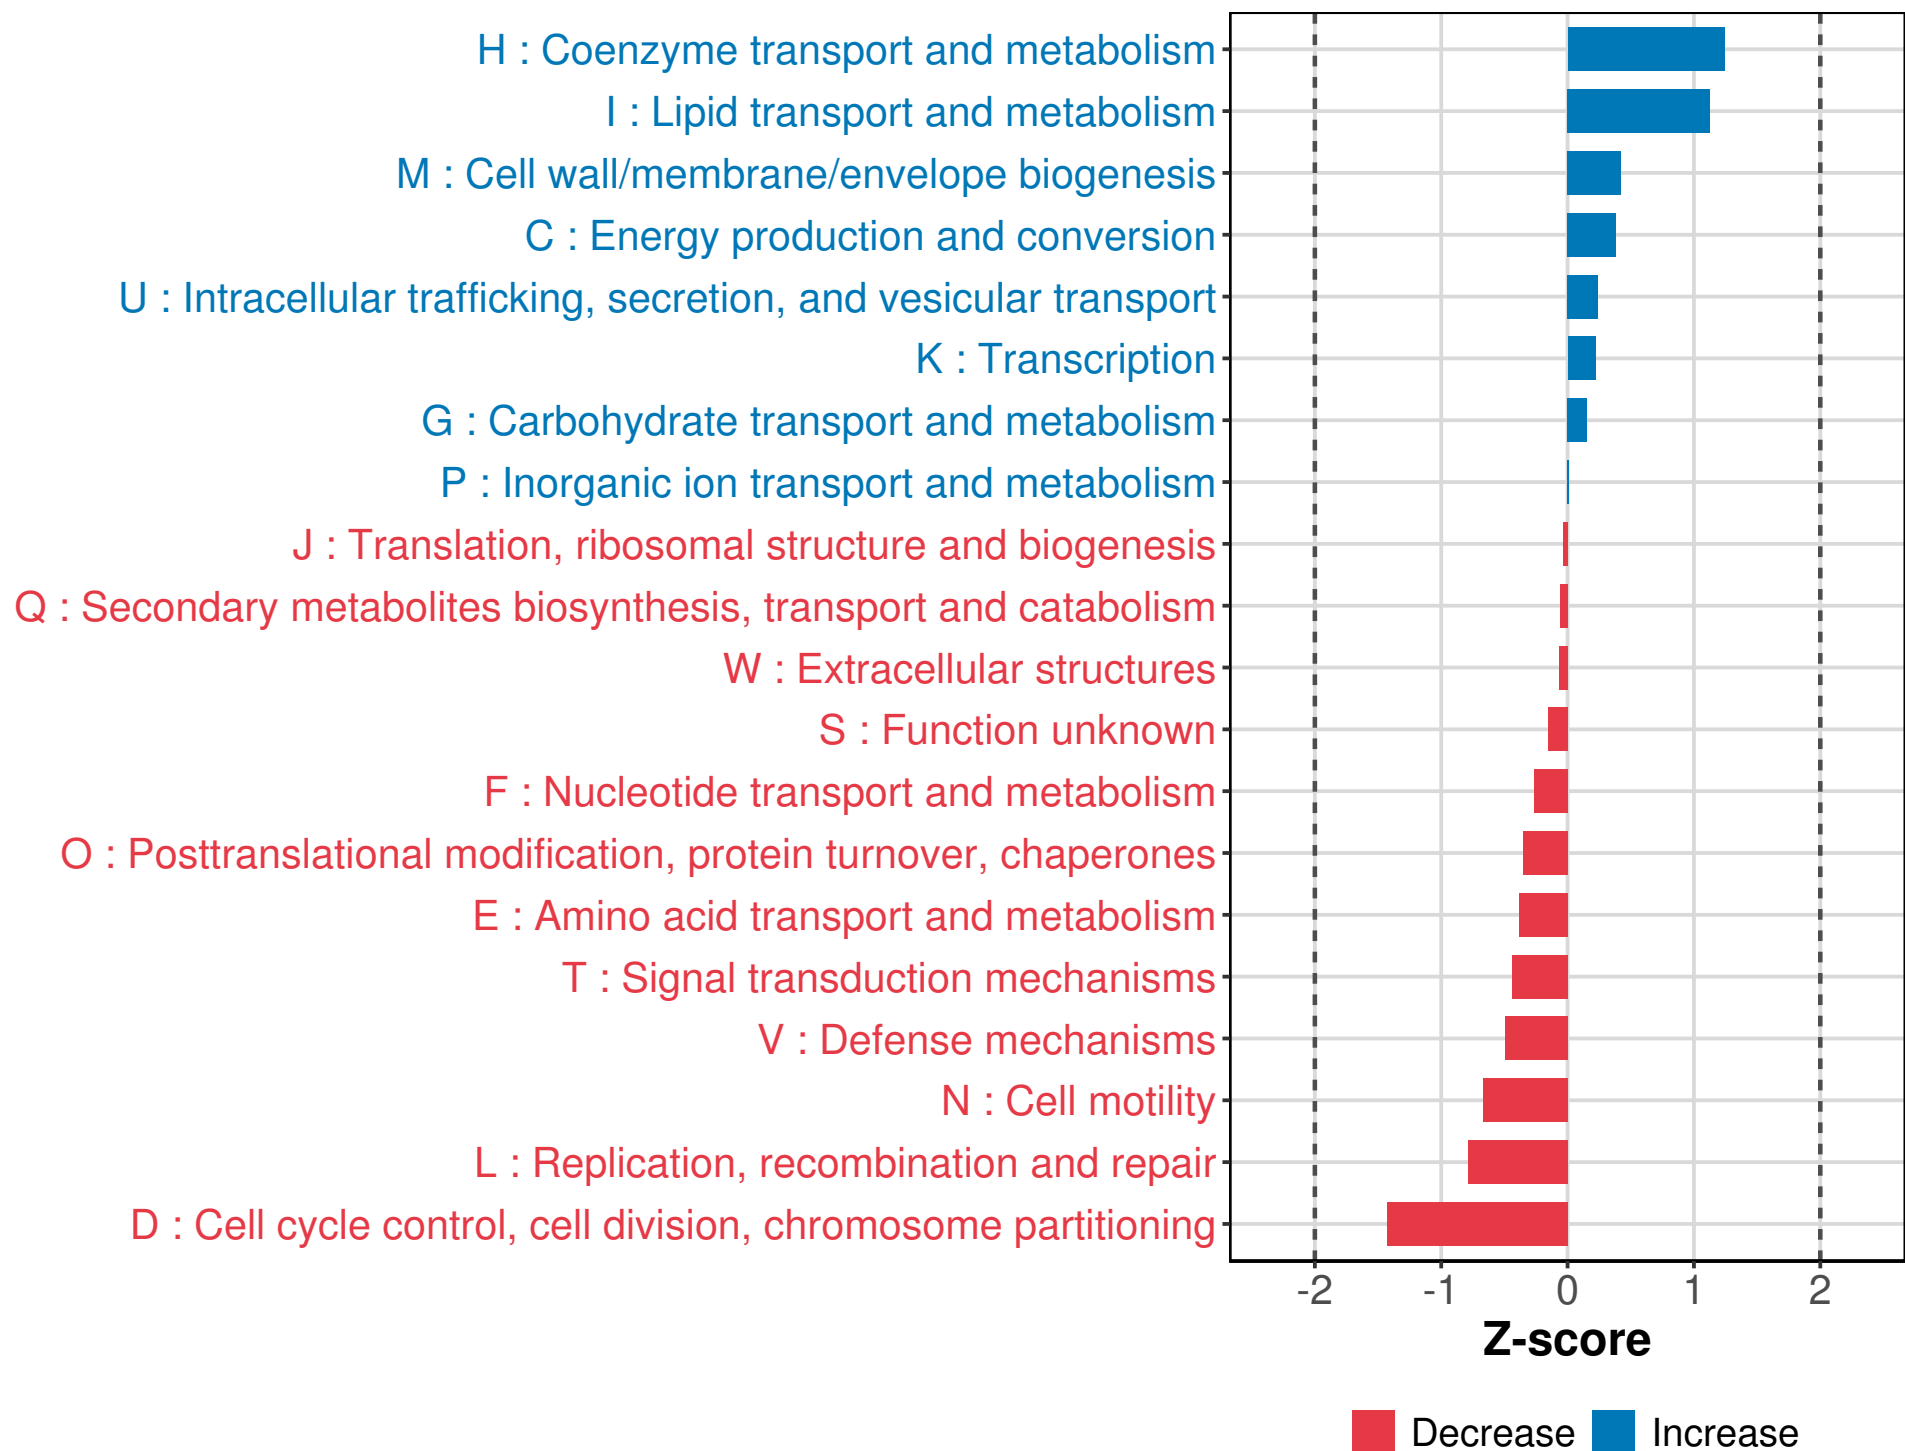 H : Coenzyme transport and metabolism
I : Lipid transport and metabolism
M : Cell wall/membrane/envelope biogenesis
C : Energy production and conversion
U : Intracellular trafficking, secretion, and vesicular transport
K : Transcription
G : Carbohydrate transport and metabolism
P : Inorganic ion transport and metabolism
J : Translation, ribosomal structure and biogenesis
Q : Secondary metabolites biosynthesis, transport and catabolism
W : Extracellular structures
S : Function unknown
F : Nucleotide transport and metabolism
O : Posttranslational modification, protein turnover, chaperones
E : Amino acid transport and metabolism
T : Signal transduction mechanisms
V : Defense mechanisms
N : Cell motility
L : Replication, recombination and repair
D : Cell cycle control, cell division, chromosome partitioning
-2 -1 0 1 2
Z-score
Decrease Increase